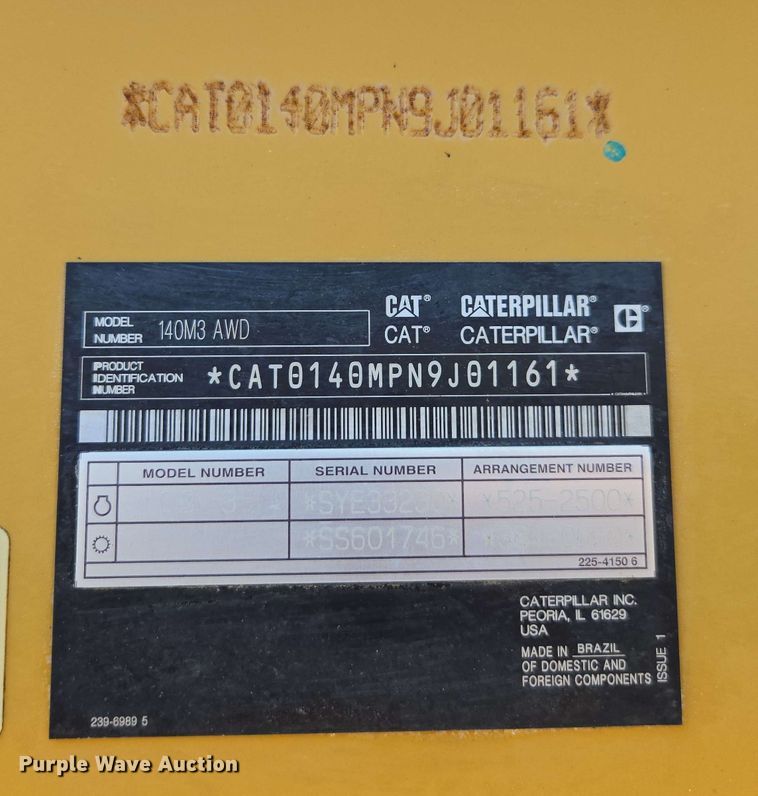 *CAT0140MPN9J01161*
CAT® CATERPILLAR®
MODEL NUMBER 140M3 AWD
CAT® CATERPILLAR®
PRODUCT IDENTIFICATION NUMBER *CAT0140MPN9J01161*
MODEL NUMBER SERIAL NUMBER ARRANGEMENT NUMBER
*525-2500*
*SS601746*
225-4150 6
CATERPILLAR INC.
PEORIA, IL 61629
USA
MADE IN BRAZIL
OF DOMESTIC AND
FOREIGN COMPONENTS
ISSUE 1
239-6989 5
Purple Wave Auction